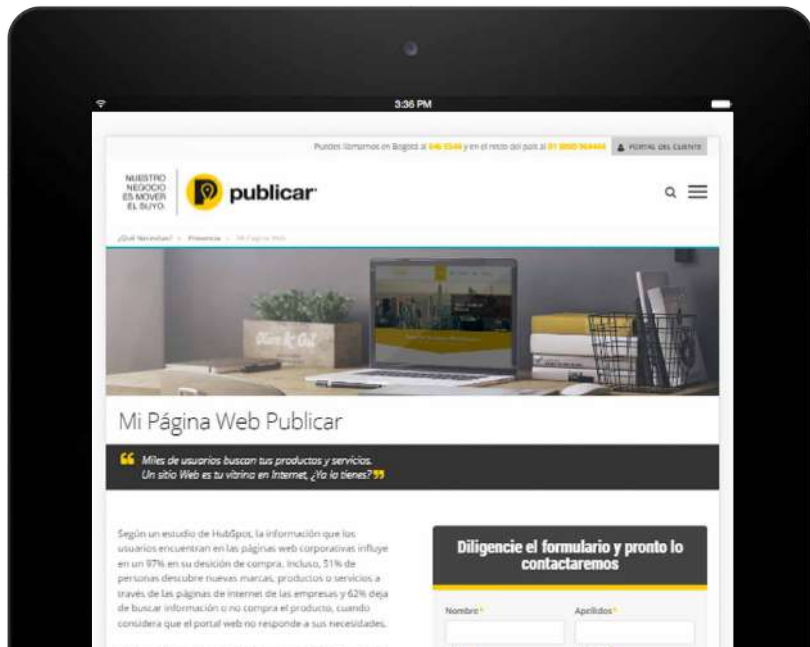 3:36 PM
Puedes llamarnos en Bogotá al y en el resto del país al
PORTAL DEL CLIENTE
NUESTRO
NEGOCIO
ES MOVER
EL SUYO.
publicar
¿Qué Necesitas? Presencia Mi Página Web
Mi Página Web Publicar
Miles de usuarios buscan tus productos y servicios.
Un sitio Web es tu vitrina en Internet, ¿Ya la tienes?
Según un estudio de HubSpot, la información que los
usuarios encuentran en las páginas web corporativas influye
en un 97% en su desición de compra, incluso, 51% de
personas descubre nuevas marcas, productos o servicios a
través de las páginas de internet de las empresas y 62% deja
de buscar información o no compra el producto, cuando
considera que el portal web no responde a sus necesidades.
Diligencie el formulario y pronto lo
contactaremos
Nombre*
Apellidos*